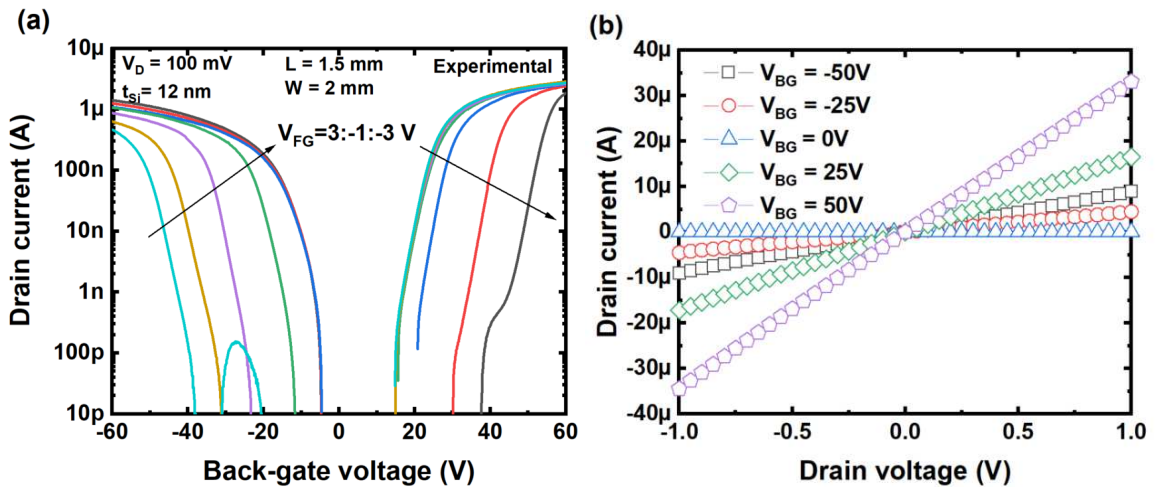 (a)
Drain current (A)
10µ
1µ
100n
10n
1n
100p
10p
V_D = 100 mV
t_Si = 12 nm
L = 1.5 mm
W = 2 mm
Experimental
V_FG=3:-1:-3 V
-60 -40 -20 0 20 40 60
Back-gate voltage (V)
(b)
Drain current (A)
40µ
30µ
20µ
10µ
0
-10µ
-20µ
-30µ
-40µ
V_BG = -50V
V_BG = -25V
V_BG = 0V
V_BG = 25V
V_BG = 50V
-1.0 -0.5 0.0 0.5 1.0
Drain voltage (V)